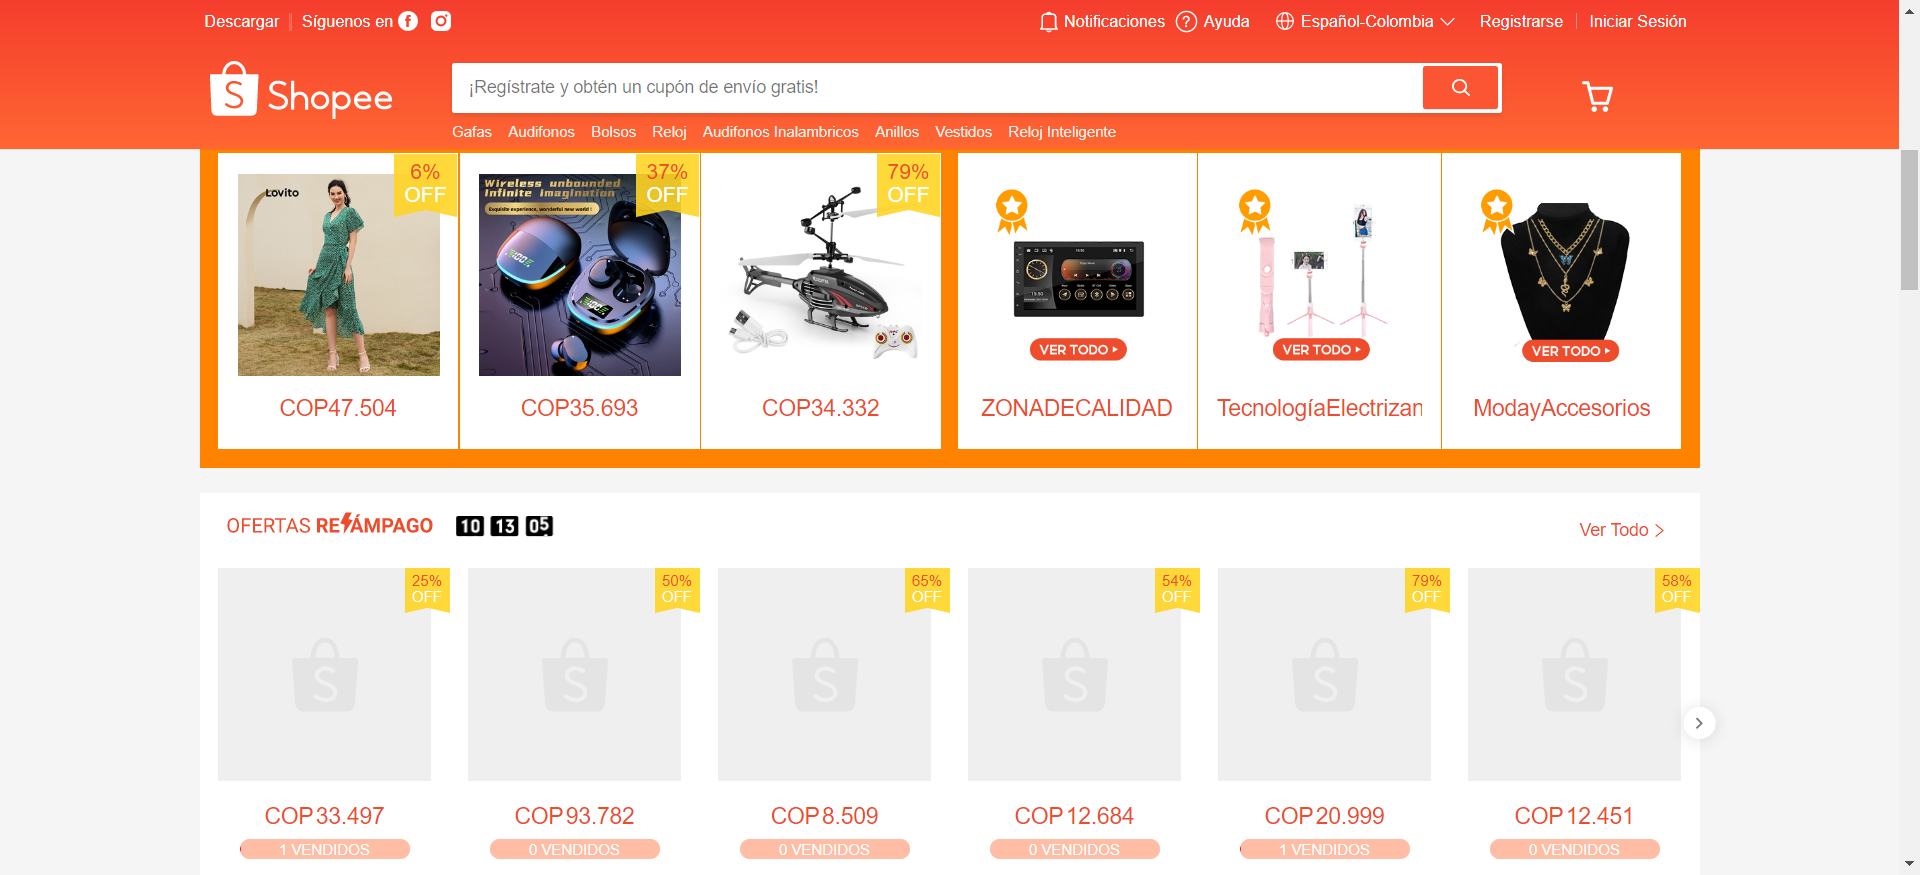 Descargar
Síguenos en
Notificaciones
Ayuda
Español-Colombia
Registrarse
Iniciar Sesión
Shopee
¡Regístrate y obtén un cupón de envío gratis!
Gafas
Audifonos
Bolsos
Reloj
Audifonos Inalambricos
Anillos
Vestidos
Reloj Inteligente
Lovito
6%
OFF
Wireless unbounded
Infinite imagination
Exquisite experience, wonderful new world !
37%
OFF
79%
OFF
VER TODO
VER TODO
VER TODO
COP47.504
COP35.693
COP34.332
ZONADECALIDAD
TecnologíaElectrizan
ModayAccesorios
OFERTAS RELÁMPAGO
10 13 05
Ver Todo
25%
OFF
50%
OFF
65%
OFF
54%
OFF
79%
OFF
58%
OFF
COP33.497
COP93.782
COP8.509
COP12.684
COP20.999
COP12.451
1 VENDIDOS
0 VENDIDOS
0 VENDIDOS
0 VENDIDOS
1 VENDIDOS
0 VENDIDOS